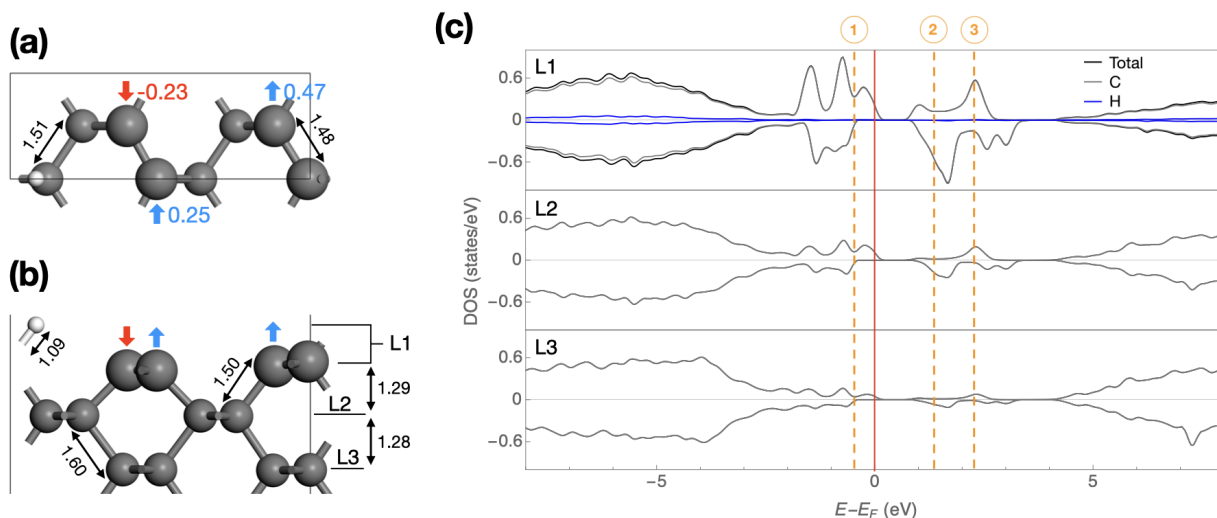 (a)
-0.23
0.47
1.51
1.48
0.25
(b)
1.09
1.50
L1
1.29
L2
1.28
1.60
L3
(c)
1
2
3
L1
Total
C
H
0.6
0
−0.6
L2
0.6
0
−0.6
L3
0.6
0
−0.6
DOS (states/eV)
−5
0
5
E−EF (eV)